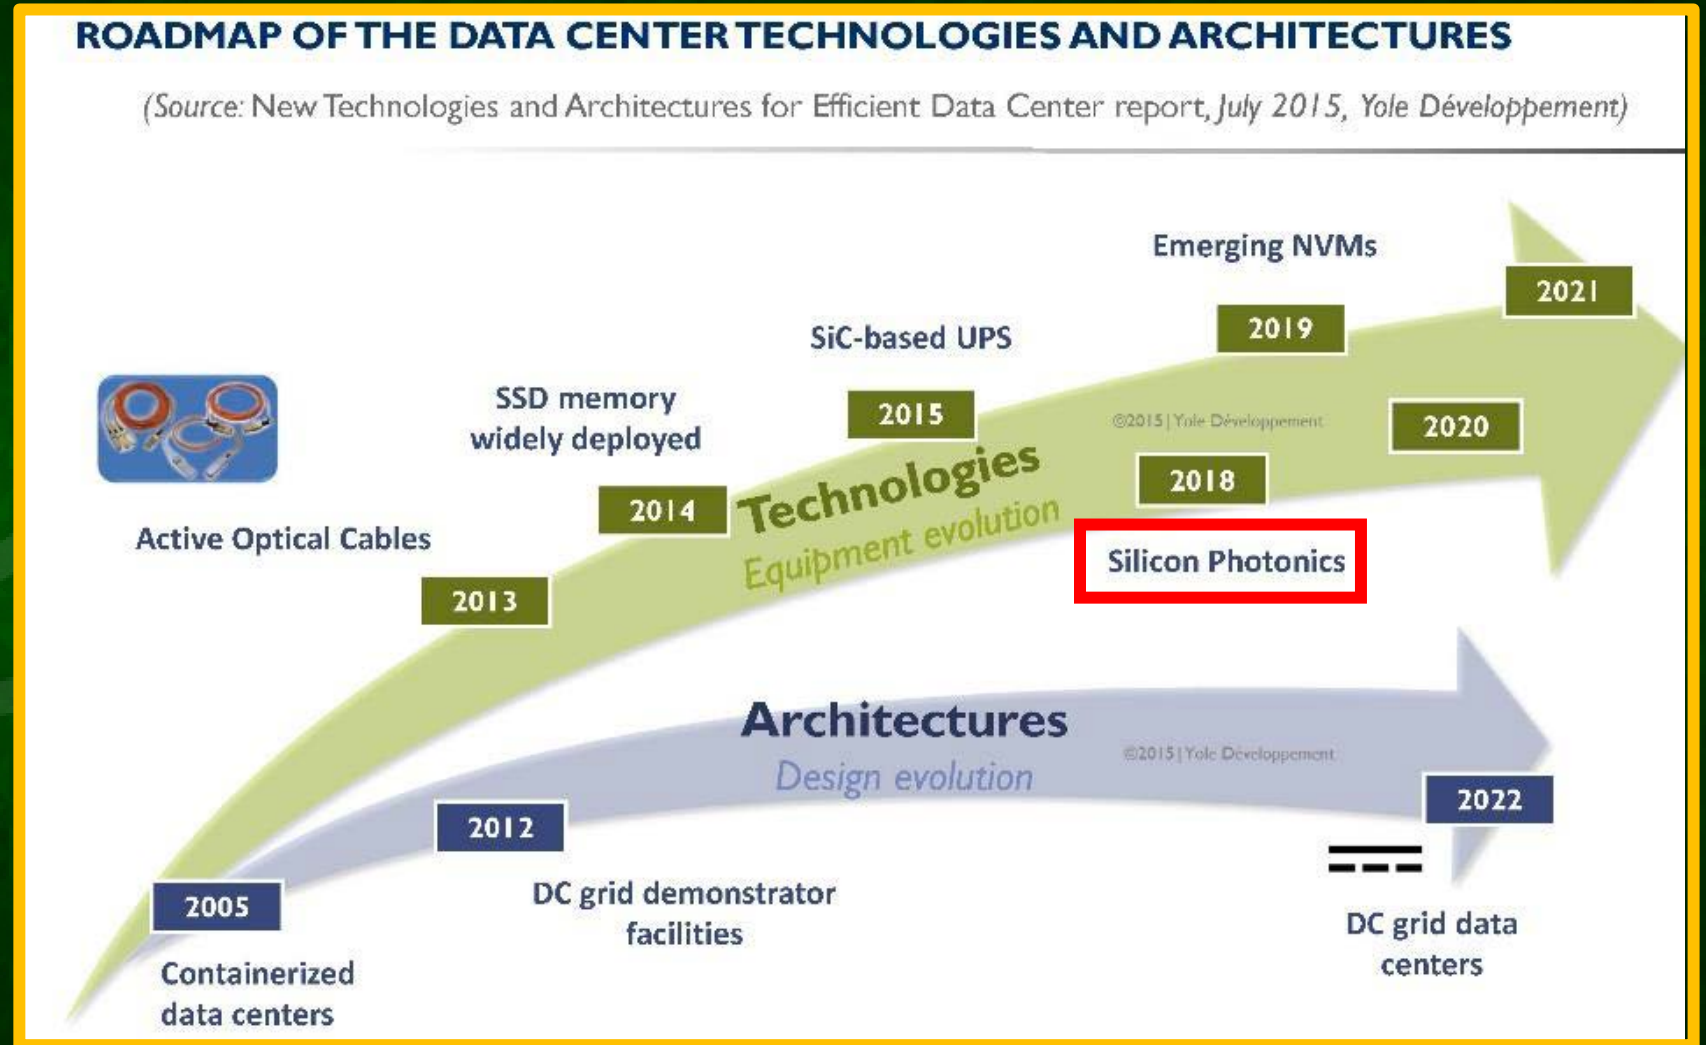 ROADMAP OF THE DATA CENTER TECHNOLOGIES AND ARCHITECTURES
(Source: New Technologies and Architectures for Efficient Data Center report, July 2015, Yole Développement)
Emerging NVMs
2021
SiC-based UPS
2019
SSD memory
widely deployed
2015
©2015 | Yole Développement
2020
Technologies
Equipment evolution
2018
2014
Active Optical Cables
Silicon Photonics
2013
Architectures
Design evolution
©2015 | Yole Développement
2022
2012
DC grid demonstrator
facilities
2005
DC grid data
centers
Containerized
data centers